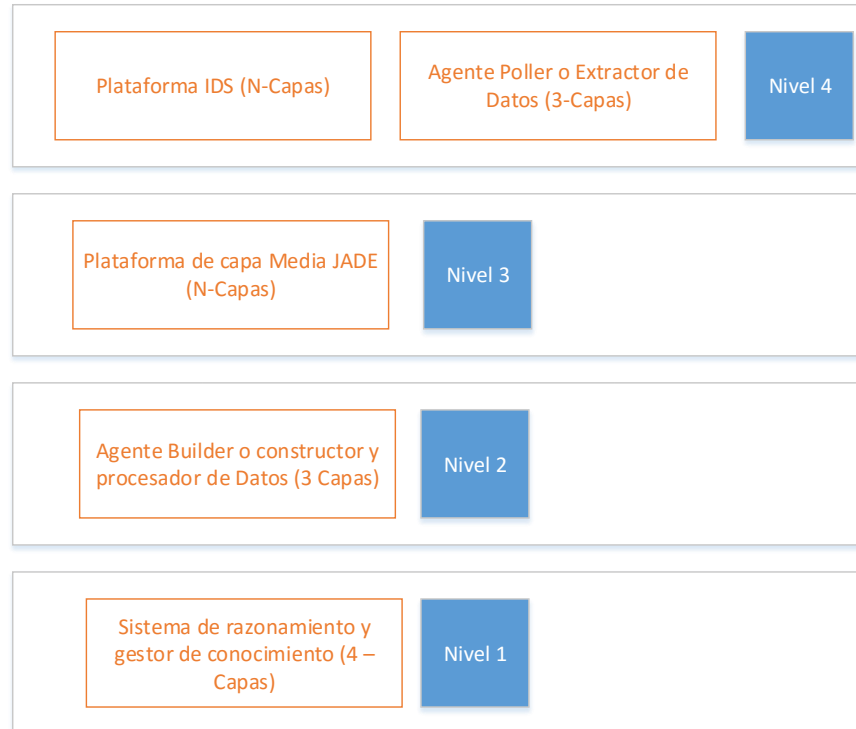 Plataforma IDS (N-Capas)
Agente Poller o Extractor de
Datos (3-Capas)
Nivel 4
Plataforma de capa Media JADE
(N-Capas)
Nivel 3
Agente Builder o constructor y
procesador de Datos (3 Capas)
Nivel 2
Sistema de razonamiento y
gestor de conocimiento (4 –
Capas)
Nivel 1